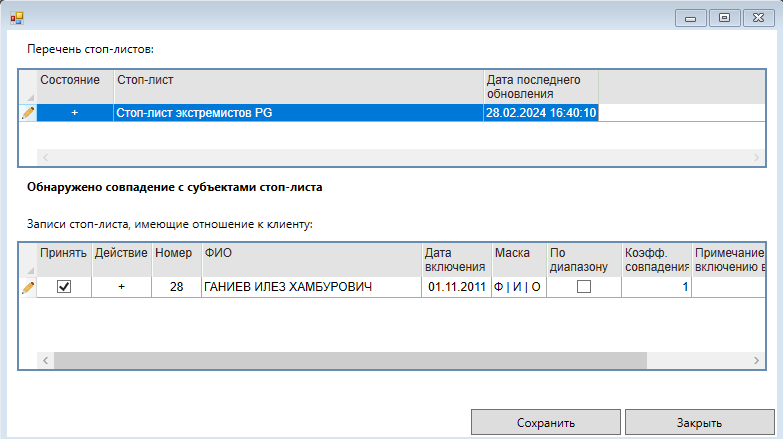 Перечень стоп-листов:
Состояние Стоп-лист Дата последнего
обновления
+ Стоп-лист экстремистов PG 28.02.2024 16:40:10
Обнаружено совпадение с субъектами стоп-листа
Записи стоп-листа, имеющие отношение к клиенту:
Принять Действие Номер ФИО Дата Маска По Коэфф. Примечание
включения диапазону совпадения включению в
+ 28 ГАНИЕВ ИЛЕЗ ХАМБУРОВИЧ 01.11.2011 Ф | И | О 1
Сохранить Закрыть